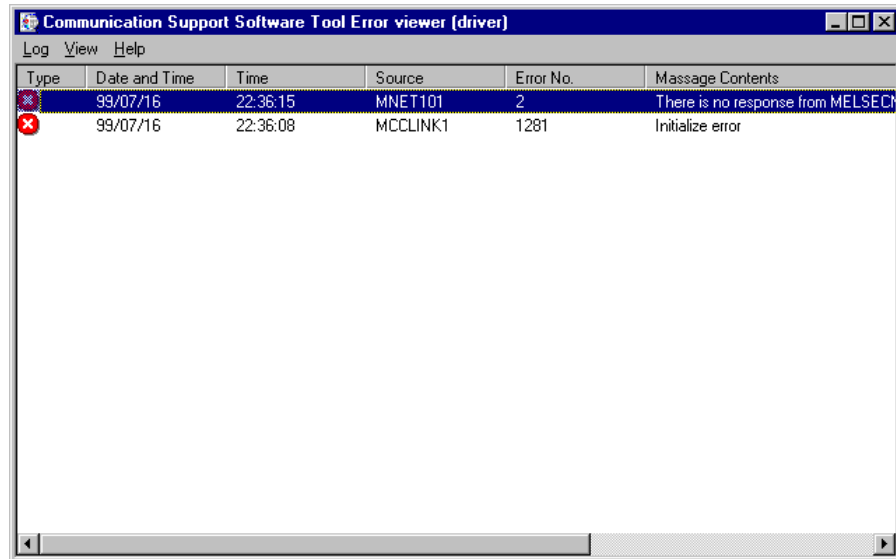 Communication Support Software Tool Error viewer (driver)
Log View Help
Type Date and Time Time Source Error No. Massage Contents
99/07/16 22:36:15 MNET101 2 There is no response from MELSECN
99/07/16 22:36:08 MCCLINK1 1281 Initialize error